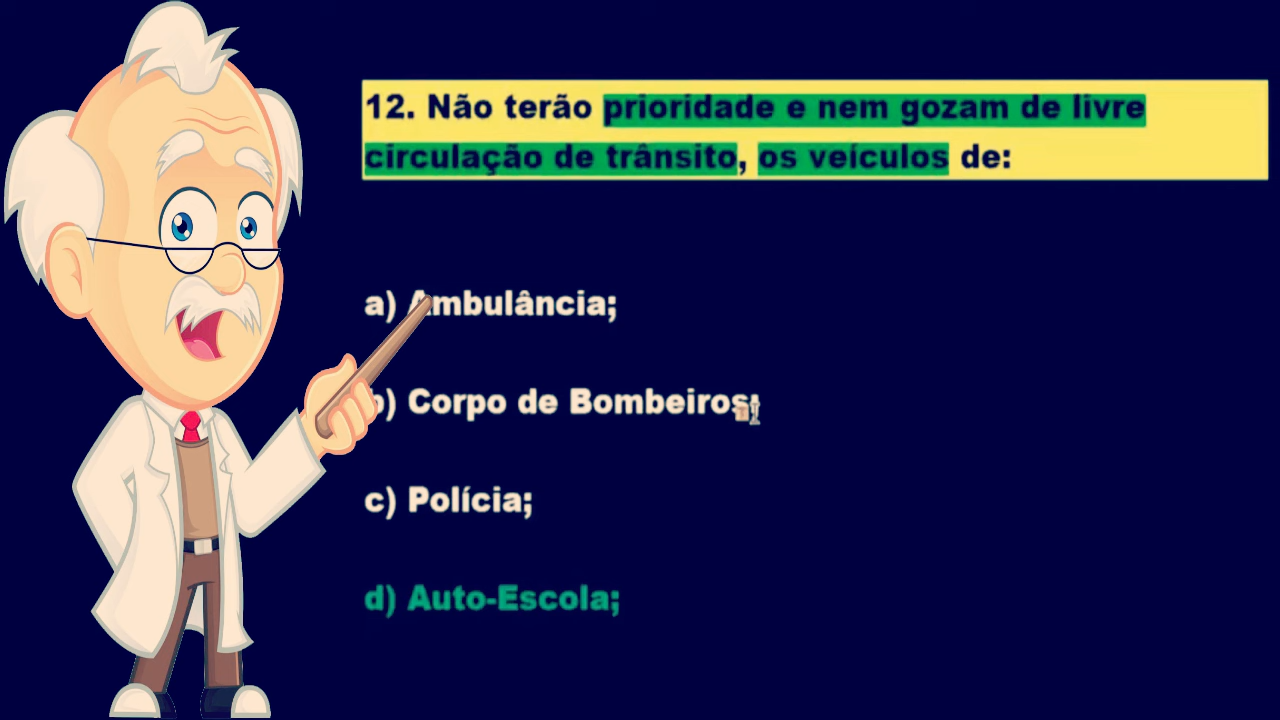 12. Não terão prioridade e nem gozam de livre
circulação de trânsito, os veículos de:
a) Ambulância;
b) Corpo de Bombeiros;
c) Polícia;
d) Auto-Escola;